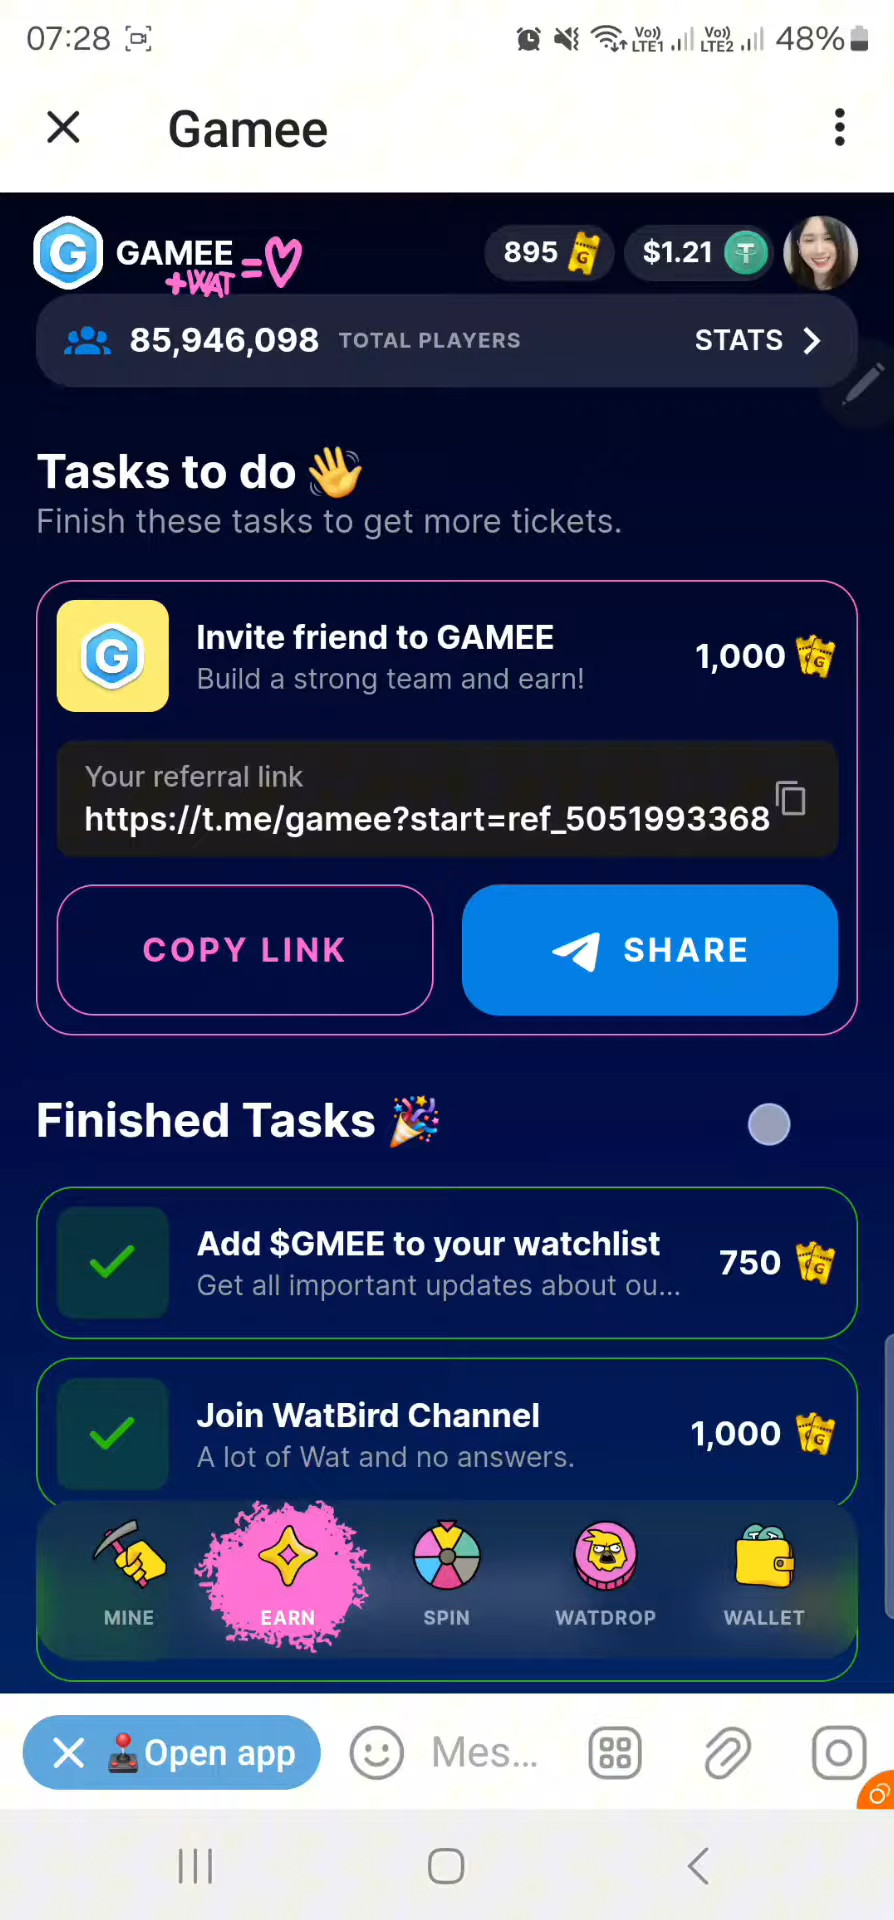 07:28
Vo)) LTE1 Vo)) LTE2 48%
Gamee
GAMEE
+WAT =
895 G $1.21
85,946,098 TOTAL PLAYERS STATS
Tasks to do
Finish these tasks to get more tickets.
Invite friend to GAMEE
Build a strong team and earn!
1,000
Your referral link
https://t.me/gamee?start=ref_5051993368
COPY LINK
SHARE
Finished Tasks
Add $GMEE to your watchlist
Get all important updates about ou...
750
Join WatBird Channel
A lot of Wat and no answers.
1,000
MINE EARN SPIN WATDROP WALLET
Open app Mes...